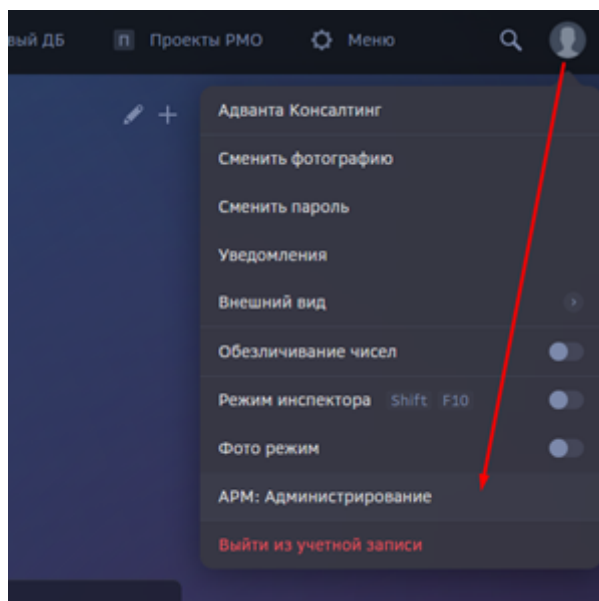 вый ДБ
П Проекты РМО
Меню
Адванта Консалтинг
Сменить фотографию
Сменить пароль
Уведомления
Внешний вид
Обезличивание чисел
Режим инспектора Shift F10
Фото режим
АРМ: Администрирование
Выйти из учетной записи